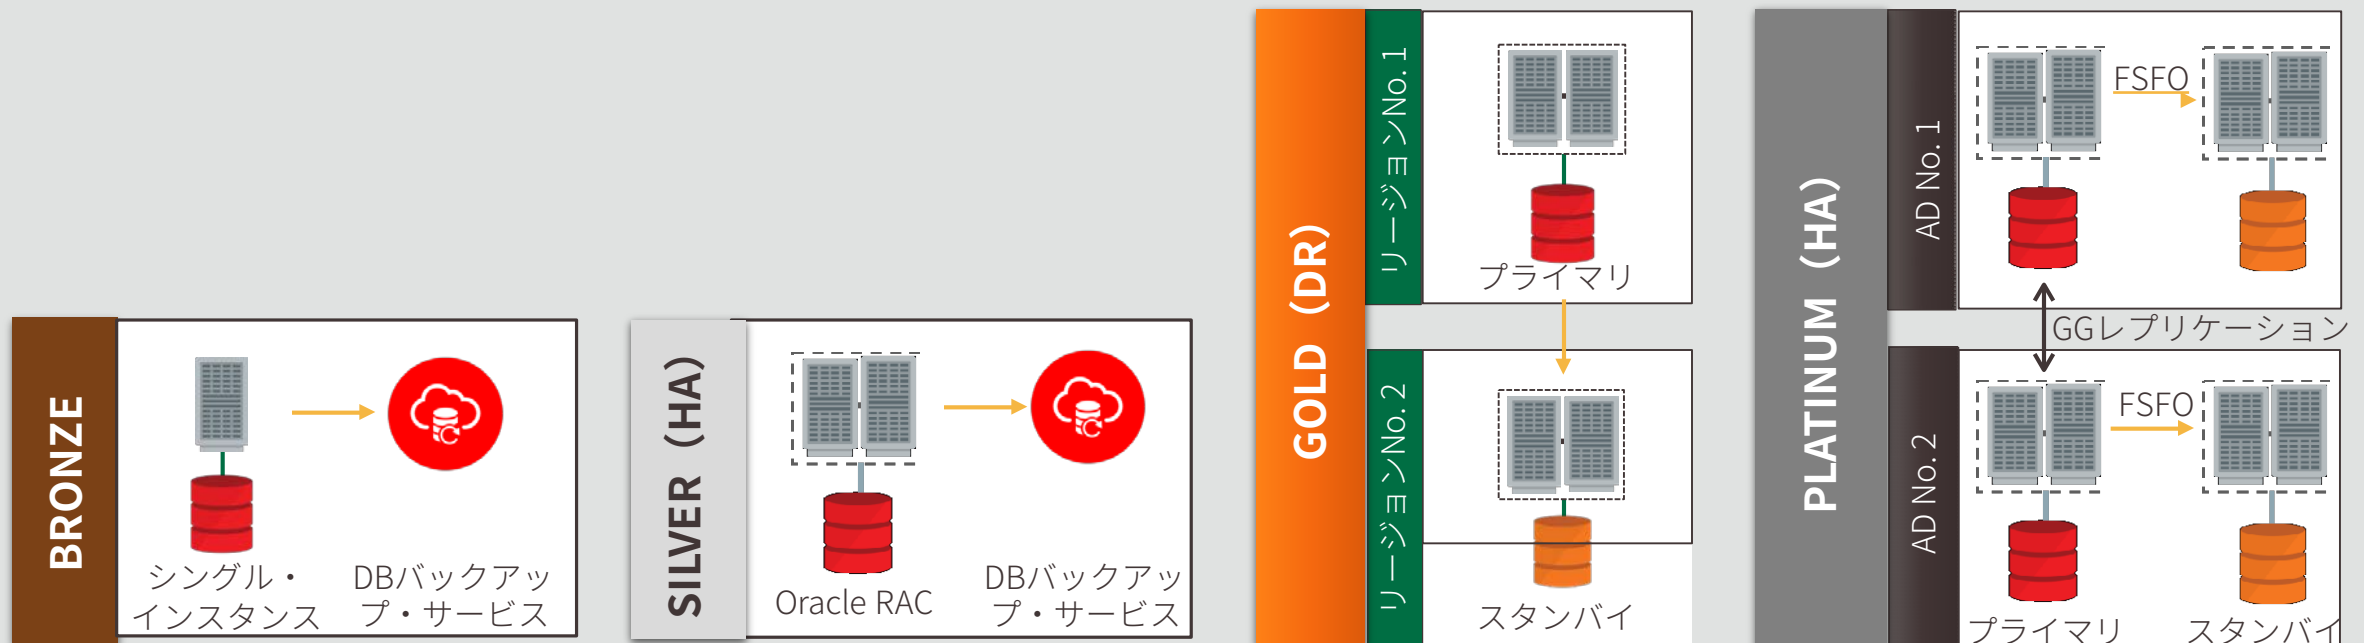 BRONZE
シングル・
インスタンス
DBバックアッ
プ・サービス
SILVER（HA）
Oracle RAC
DBバックアッ
プ・サービス
GOLD（DR）
リージョンNo. 1
プライマリ
リージョンNo. 2
スタンバイ
PLATINUM（HA）
AD No. 1
FSFO
GGレプリケーション
AD No. 2
FSFO
プライマリ
スタンバイ